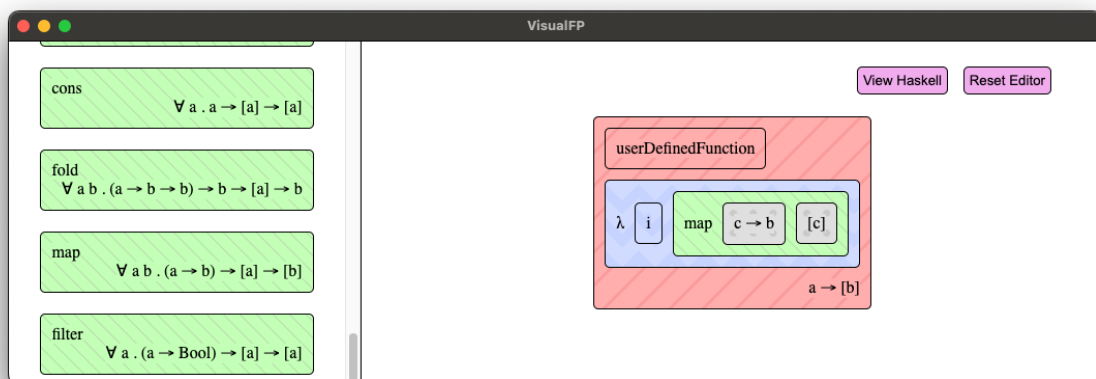 VisualFP
cons
∀ a . a → [a] → [a]
fold
∀ a b . (a → b → b) → b → [a] → b
map
∀ a b . (a → b) → [a] → [b]
filter
∀ a . (a → Bool) → [a] → [a]
View Haskell Reset Editor
userDefinedFunction
λ i map c → b [c]
a → [b]